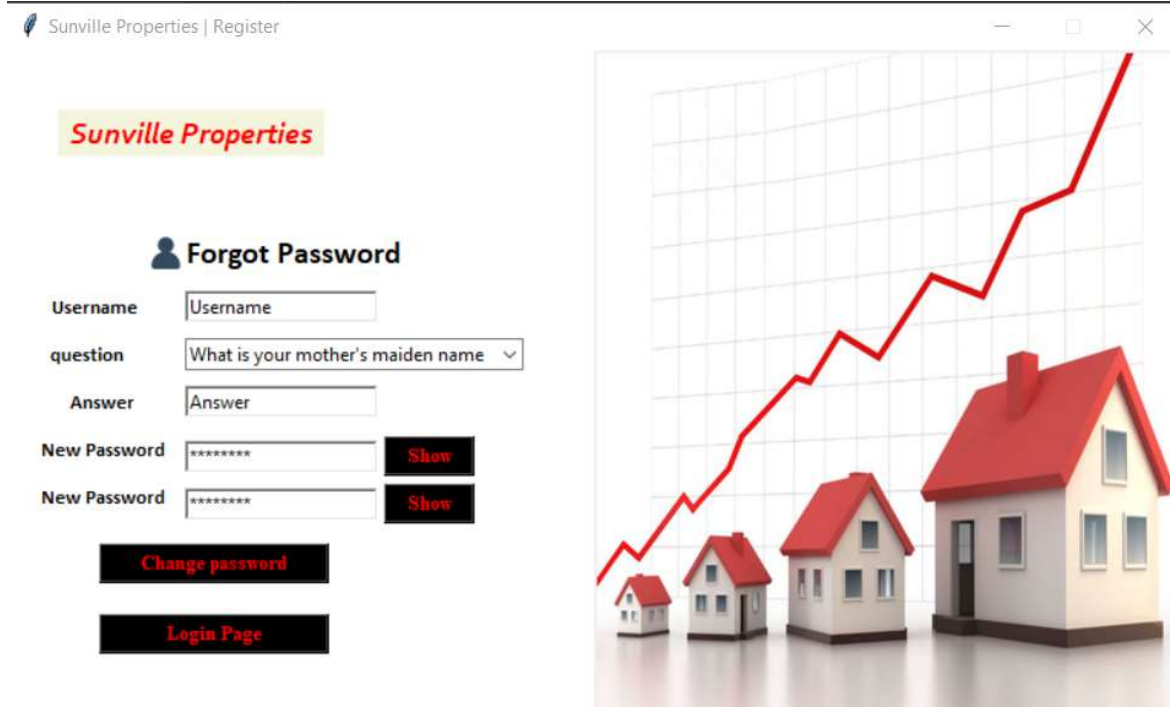 Sunville Properties | Register
Sunville Properties
Forgot Password
Username Username
question What is your mother's maiden name
Answer Answer
New Password ******** Show
New Password ******** Show
Change password
Login Page